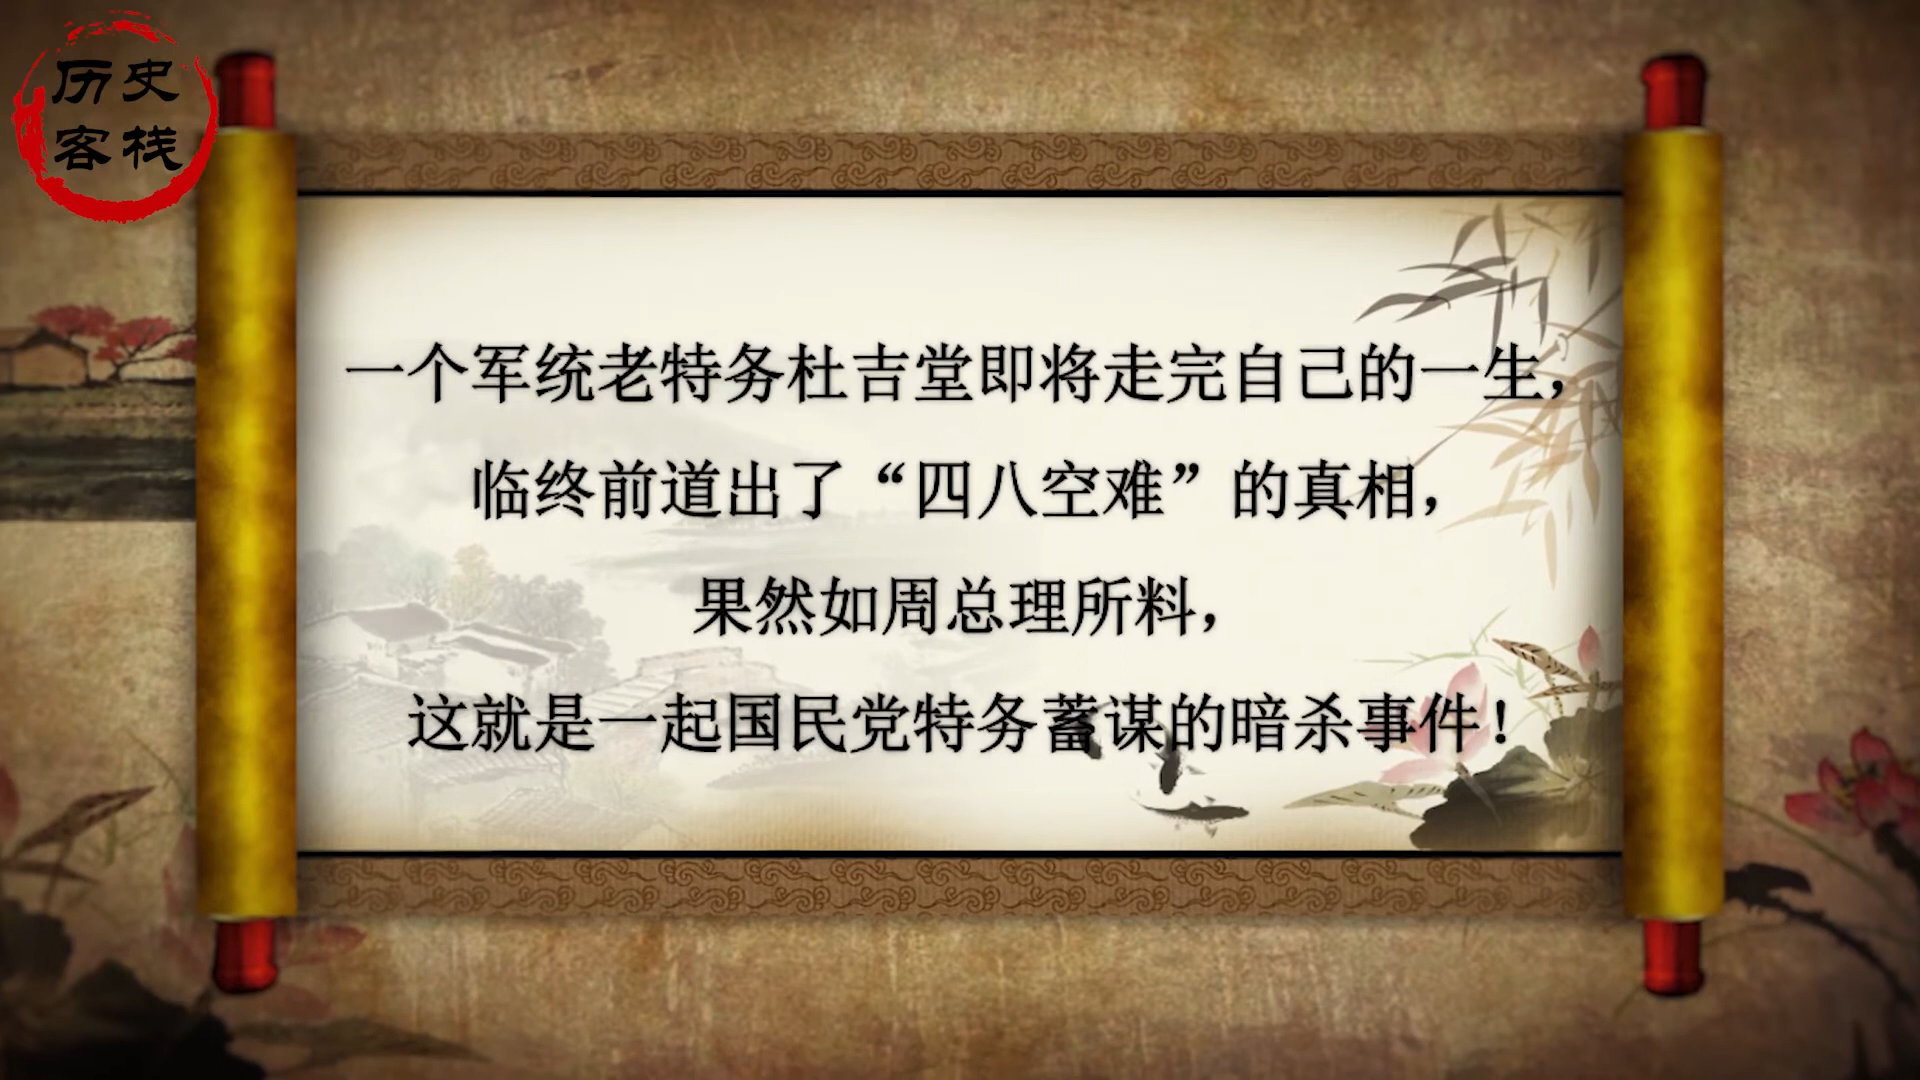 历史
客栈
一个军统老特务杜吉堂即将走完自己的一生，
临终前道出了“四八空难”的真相，
果然如周总理所料，
这就是一起国民党特务蓄谋的暗杀事件！